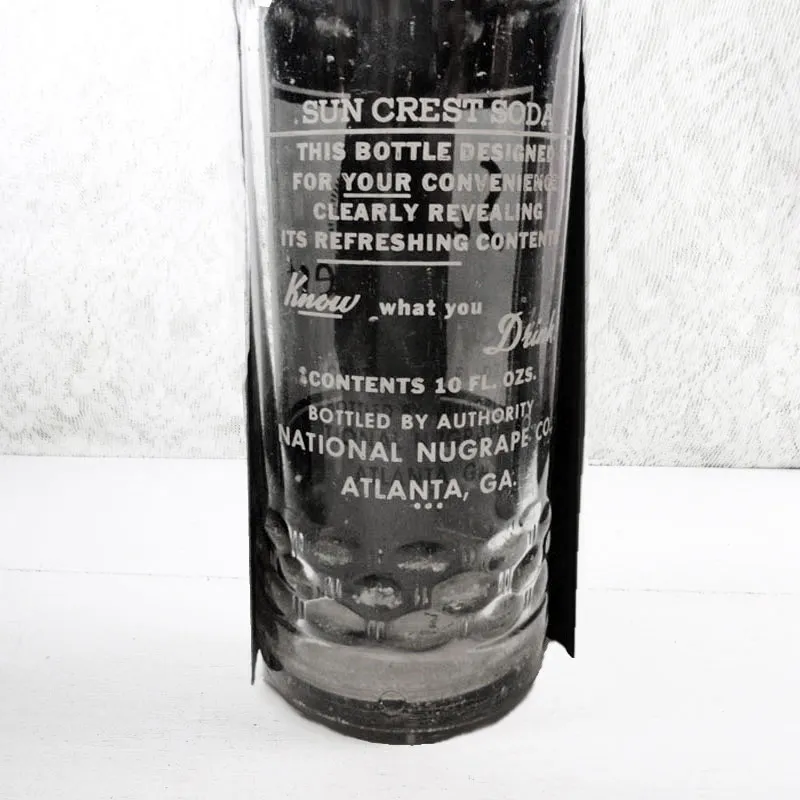 SUN CREST SODA
THIS BOTTLE DESIGNED
FOR YOUR CONVENIENCE
CLEARLY REVEALING
ITS REFRESHING CONTENTS
Know what you
Drink
CONTENTS 10 FL. OZS.
BOTTLED BY AUTHORITY
NATIONAL NUGRAPE CO.
ATLANTA, GA.